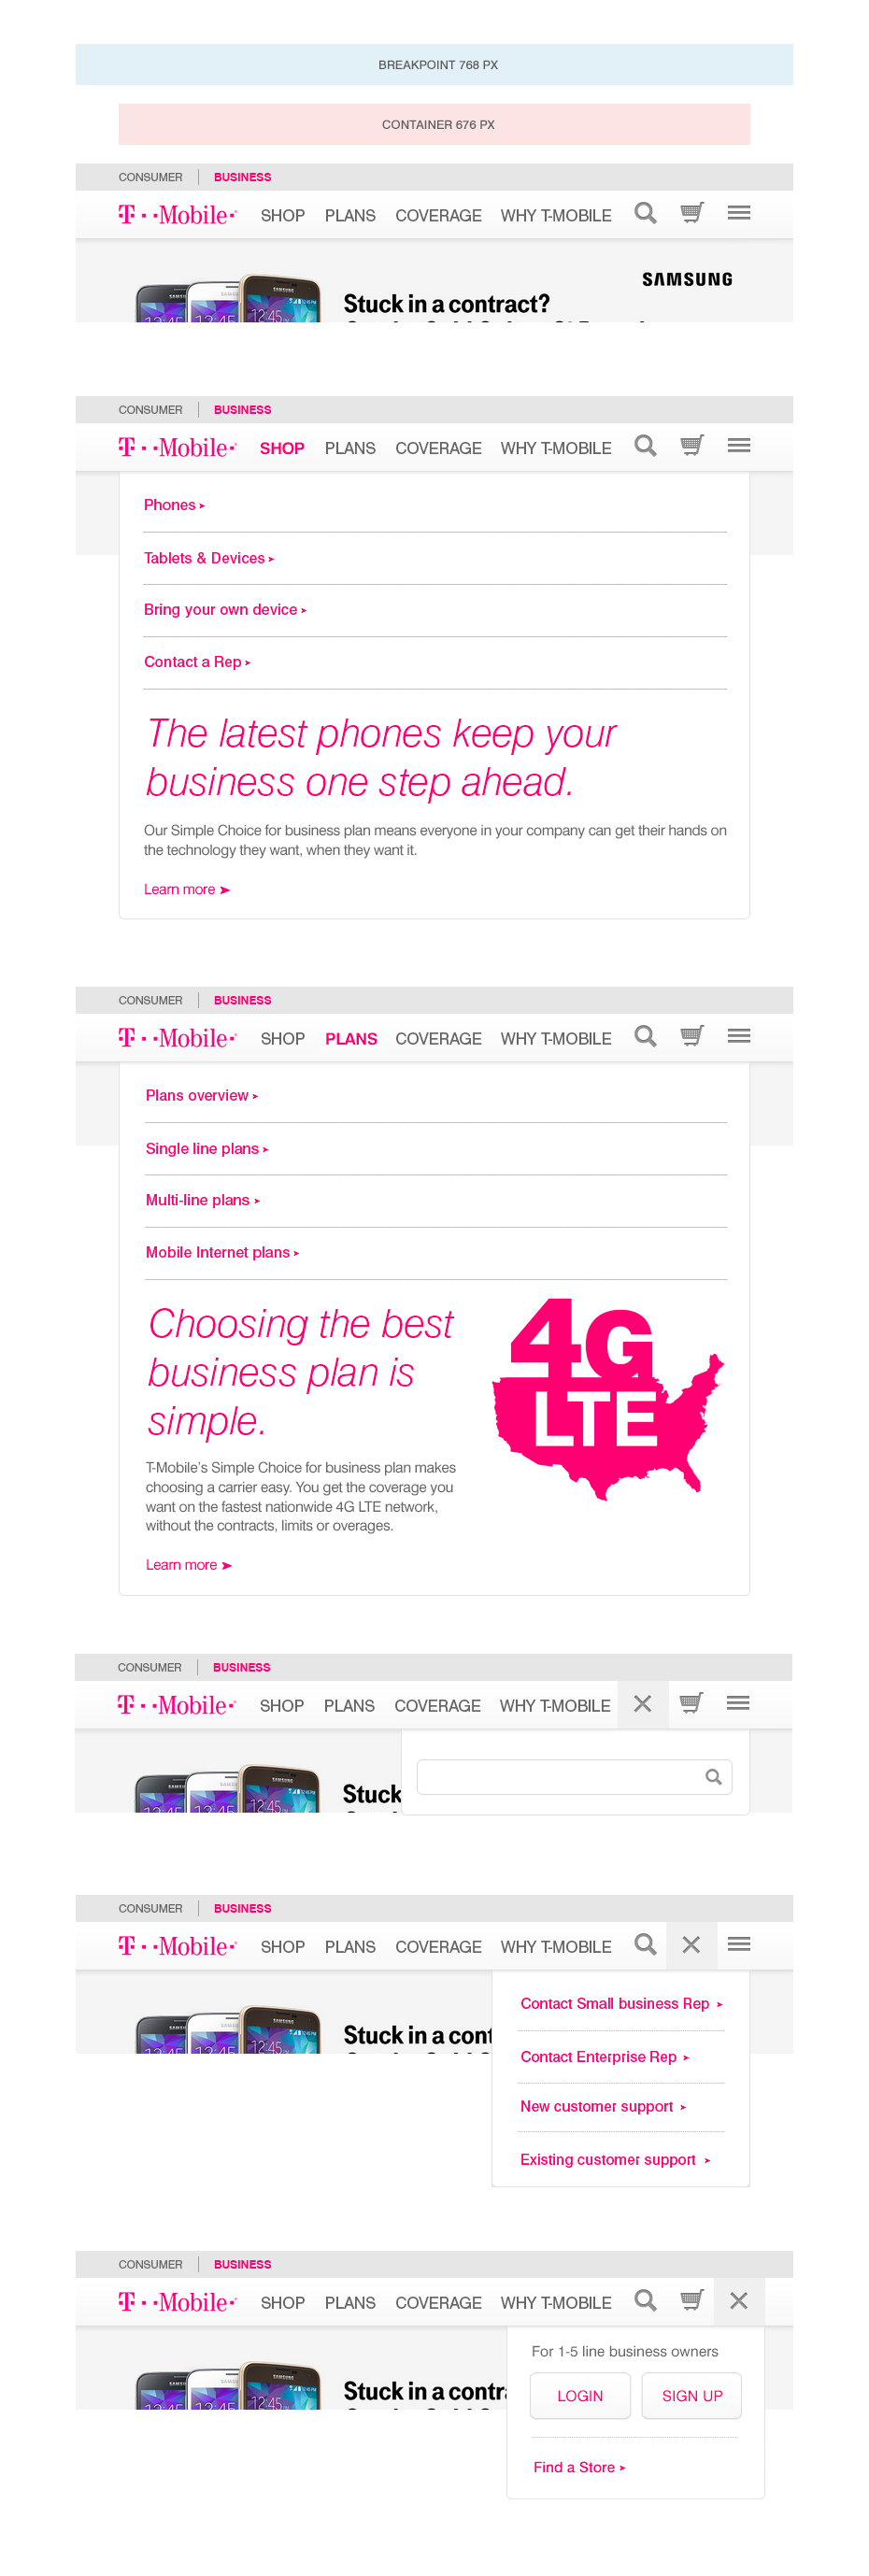 BREAKPOINT 768 PX
CONTAINER 676 PX
CONSUMER BUSINESS
T··Mobile· SHOP PLANS COVERAGE WHY T-MOBILE
SAMSUNG
Stuck in a contract?
CONSUMER BUSINESS
T··Mobile· SHOP PLANS COVERAGE WHY T-MOBILE
Phones
Tablets & Devices
Bring your own device
Contact a Rep
The latest phones keep your
business one step ahead.
Our Simple Choice for business plan means everyone in your company can get their hands on
the technology they want, when they want it.
Learn more
CONSUMER BUSINESS
T··Mobile· SHOP PLANS COVERAGE WHY T-MOBILE
Plans overview
Single line plans
Multi-line plans
Mobile Internet plans
Choosing the best
business plan is
simple.
4G
LTE
T-Mobile's Simple Choice for business plan makes
choosing a carrier easy. You get the coverage you
want on the fastest nationwide 4G LTE network,
without the contracts, limits or overages.
Learn more
CONSUMER BUSINESS
T··Mobile· SHOP PLANS COVERAGE WHY T-MOBILE
Stuck
CONSUMER BUSINESS
T··Mobile· SHOP PLANS COVERAGE WHY T-MOBILE
Stuck in a cont
Contact Small business Rep
Contact Enterprise Rep
New customer support
Existing customer support
CONSUMER BUSINESS
T··Mobile· SHOP PLANS COVERAGE WHY T-MOBILE
Stuck in a contra
For 1-5 line business owners
LOGIN SIGN UP
Find a Store